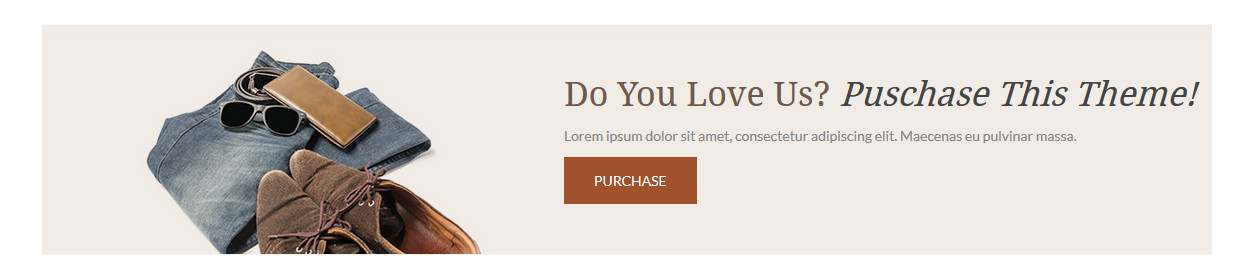 Do You Love Us? Puschase This Theme!
Lorem ipsum dolor sit amet, consectetur adipiscing elit. Maecenas eu pulvinar massa.
PURCHASE